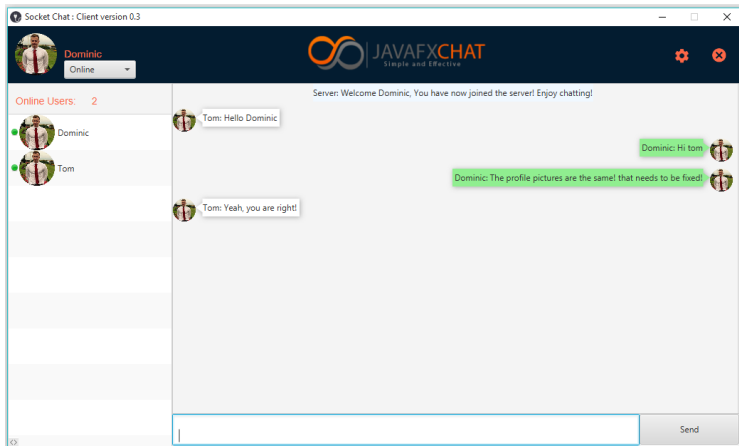 Socket Chat : Client version 0.3
Dominic
Online
JAVAFXCHAT
Simple and Effective
Online Users: 2
Dominic
Tom
Server: Welcome Dominic, You have now joined the server! Enjoy chatting!
Tom: Hello Dominic
Dominic: Hi tom
Dominic: The profile pictures are the same! that needs to be fixed!
Tom: Yeah, you are right!
Send